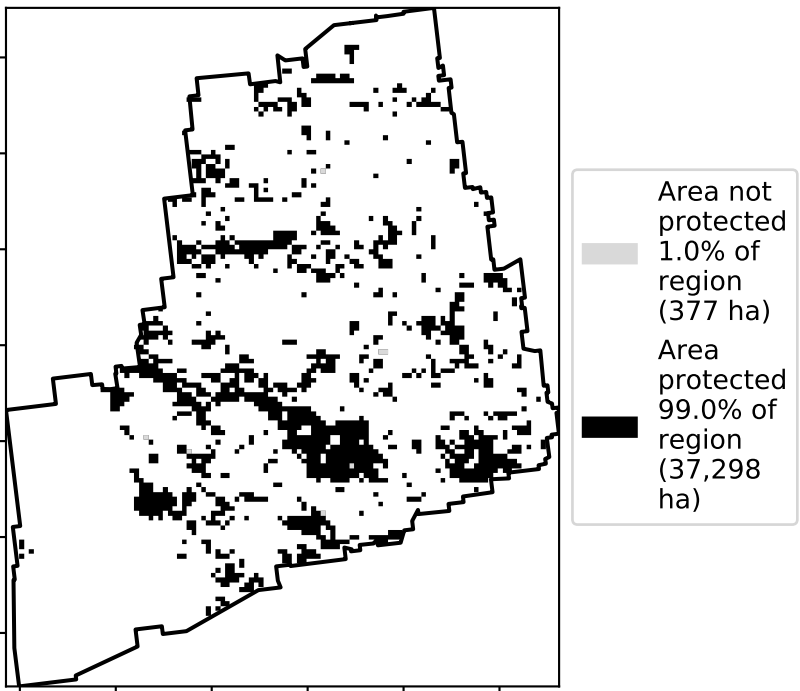 Area not
protected
1.0% of
region
(377 ha)
Area
protected
99.0% of
region
(37,298
ha)